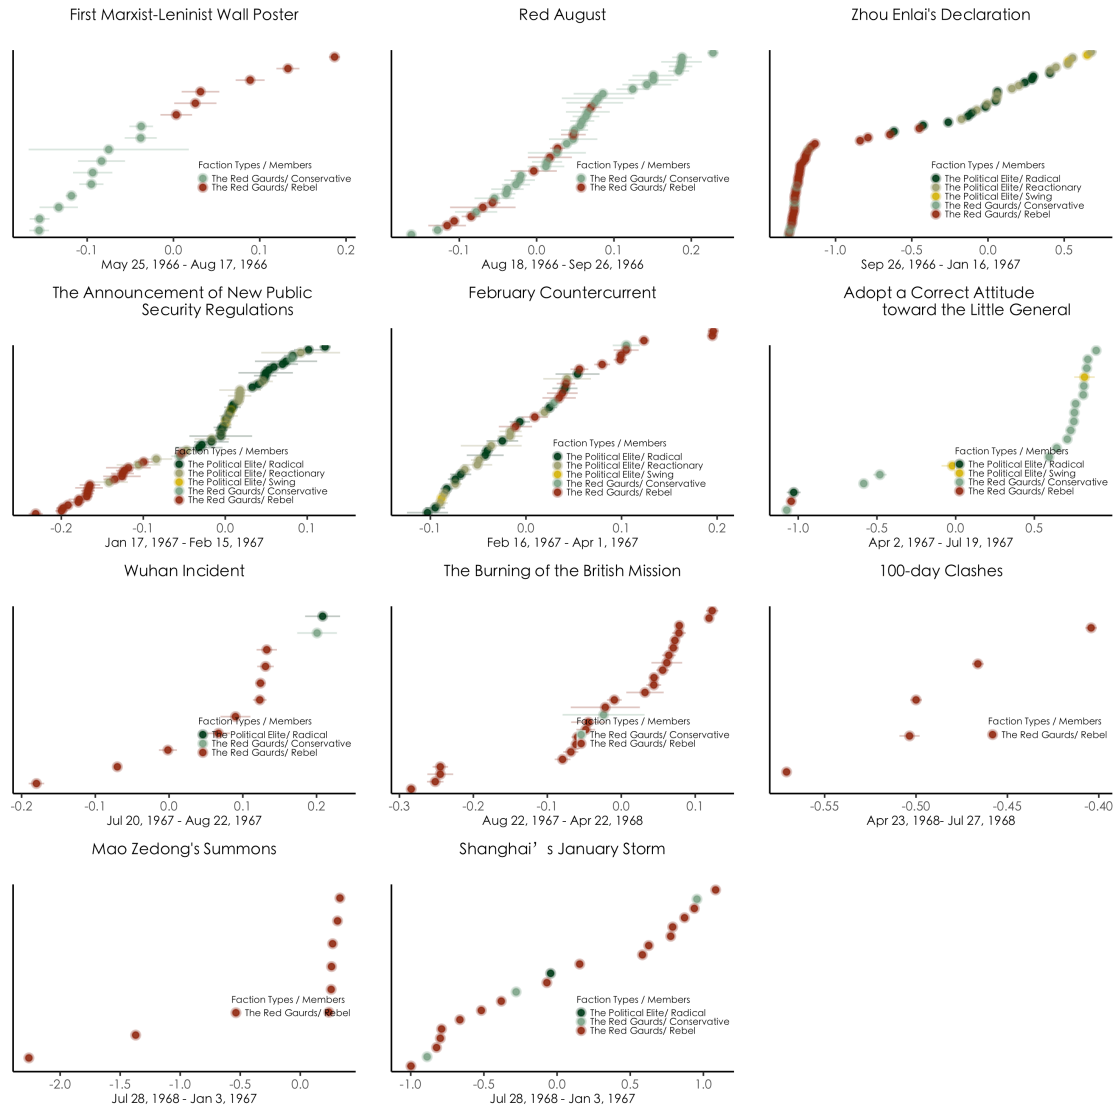 First Marxist-Leninist Wall Poster
Faction Types / Members
The Red Gaurds/ Conservative
The Red Gaurds/ Rebel
-0.1 0.0 0.1 0.2
May 25, 1966 - Aug 17, 1966
Red August
Faction Types / Members
The Red Gaurds/ Conservative
The Red Gaurds/ Rebel
-0.1 0.0 0.1 0.2
Aug 18, 1966 - Sep 26, 1966
Zhou Enlai's Declaration
Faction Types / Members
The Political Elite/ Radical
The Political Elite/ Reactionary
The Political Elite/ Swing
The Red Gaurds/ Conservative
The Red Gaurds/ Rebel
-1.0 -0.5 0.0 0.5
Sep 26, 1966 - Jan 16, 1967
The Announcement of New Public
Security Regulations
Faction Types / Members
The Political Elite/ Radical
The Political Elite/ Reactionary
The Political Elite/ Swing
The Red Gaurds/ Conservative
The Red Gaurds/ Rebel
-0.2 -0.1 0.0 0.1
Jan 17, 1967 - Feb 15, 1967
February Countercurrent
Faction Types / Members
The Political Elite/ Radical
The Political Elite/ Reactionary
The Political Elite/ Swing
The Red Gaurds/ Conservative
The Red Gaurds/ Rebel
-0.1 0.0 0.1 0.2
Feb 16, 1967 - Apr 1, 1967
Adopt a Correct Attitude
toward the Little General
Faction Types / Members
The Political Elite/ Radical
The Political Elite/ Swing
The Red Gaurds/ Conservative
The Red Gaurds/ Rebel
-1.0 -0.5 0.0 0.5
Apr 2, 1967 - Jul 19, 1967
Wuhan Incident
Faction Types / Members
The Political Elite/ Radical
The Red Gaurds/ Conservative
The Red Gaurds/ Rebel
-0.2 -0.1 0.0 0.1 0.2
Jul 20, 1967 - Aug 22, 1967
The Burning of the British Mission
Faction Types / Members
The Red Gaurds/ Conservative
The Red Gaurds/ Rebel
-0.3 -0.2 -0.1 0.0 0.1
Aug 22, 1967 - Apr 22, 1968
100-day Clashes
Faction Types / Members
The Red Gaurds/ Rebel
-0.55 -0.50 -0.45 -0.40
Apr 23, 1968- Jul 27, 1968
Mao Zedong's Summons
Faction Types / Members
The Red Gaurds/ Rebel
-2.0 -1.5 -1.0 -0.5 0.0
Jul 28, 1968 - Jan 3, 1967
Shanghai’s January Storm
Faction Types / Members
The Political Elite/ Radical
The Red Gaurds/ Conservative
The Red Gaurds/ Rebel
-1.0 -0.5 0.0 0.5 1.0
Jul 28, 1968 - Jan 3, 1967